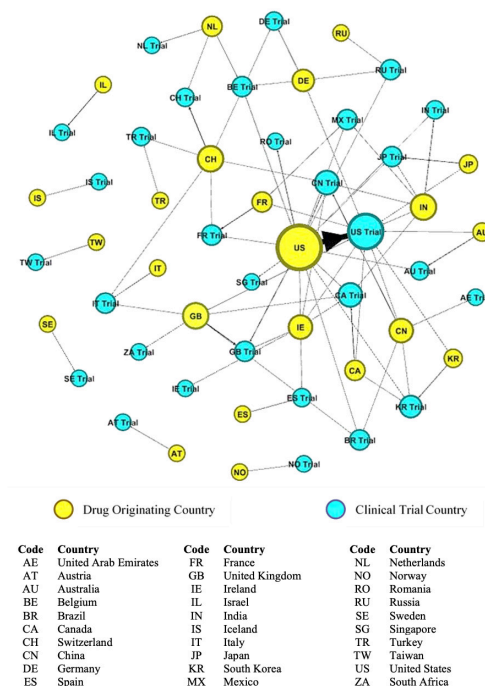 NL
DE Trial
RU
NL Trial
RU Trial
IL
BE Trial
DE
CH Trial
MX Trial
IN Trial
IL Trial
TR Trial
RO Trial
CH
JP Trial
JP
IS Trial
CN Trial
IS
TR
FR
IN
TW
FR Trial
US
US Trial
AU
TW Trial
IT
AU Trial
SG Trial
IT Trial
CA Trial
AE Tri
GB
SE
IE
CN
ZA Trial
GB Trial
KR
CA
SE Trial
IE Trial
ES Trial
KR Trial
ES
AT Trial
BR Trial
AT
NO
NO Trial
Drug Originating Country
Clinical Trial Country
Code Country Code Country Code Country
AE United Arab Emirates FR France NL Netherlands
AT Austria GB United Kingdom NO Norway
AU Australia IE Ireland RO Romania
BE Belgium IL Israel RU Russia
BR Brazil IN India SE Sweden
CA Canada IS Iceland SG Singapore
CH Switzerland IT Italy TR Turkey
CN China JP Japan TW Taiwan
DE Germany KR South Korea US United States
ES Spain MX Mexico ZA South Africa